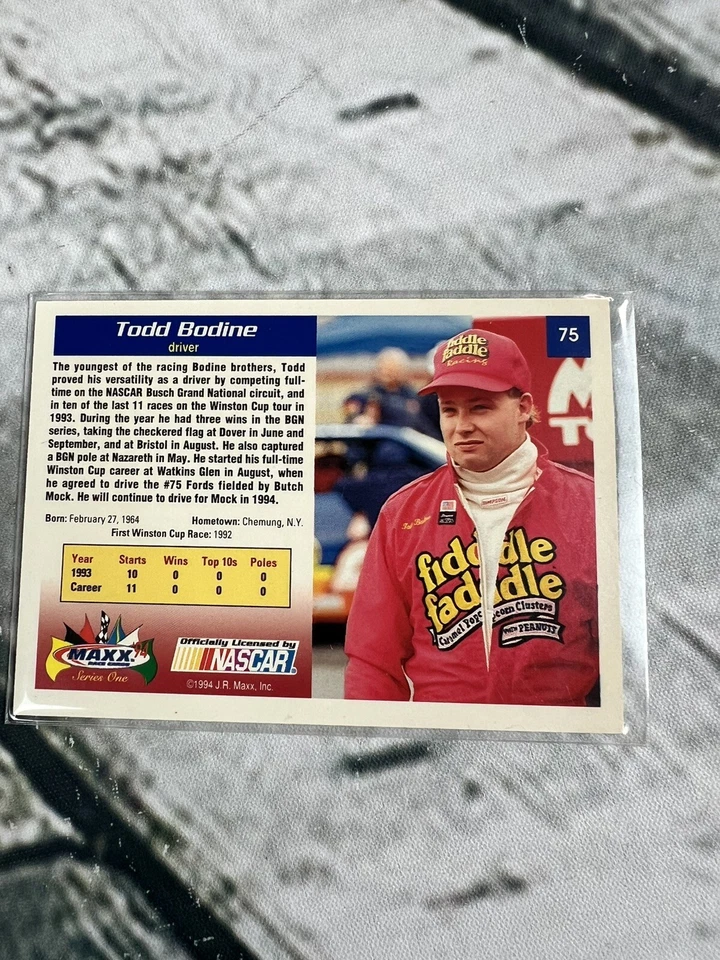 Todd Bodine
driver
75
The youngest of the racing Bodine brothers, Todd
proved his versatility as a driver by competing full-
time on the NASCAR Busch Grand National circuit, and
in ten of the last 11 races on the Winston Cup tour in
1993. During the year he had three wins in the BGN
series, taking the checkered flag at Dover in June and
September, and at Bristol in August. He also captured
a BGN pole at Nazareth in May. He started his full-time
Winston Cup career at Watkins Glen in August, when
he agreed to drive the #75 Fords fielded by Butch
Mock. He will continue to drive for Mock in 1994.
Born: February 27, 1964 Hometown: Chemung, N.Y.
First Winston Cup Race: 1992
Year Starts Wins Top 10s Poles
1993 10 0 0 0
Career 11 0 0 0
MAXX '94
Series One
Officially Licensed by
NASCAR
©1994 J.R. Maxx, Inc.
fiddle
faddle
Racing
SIMPSON
Todd Bodine
fiddle
faddle
Caramel Popcorn Clusters
with PEANUTS